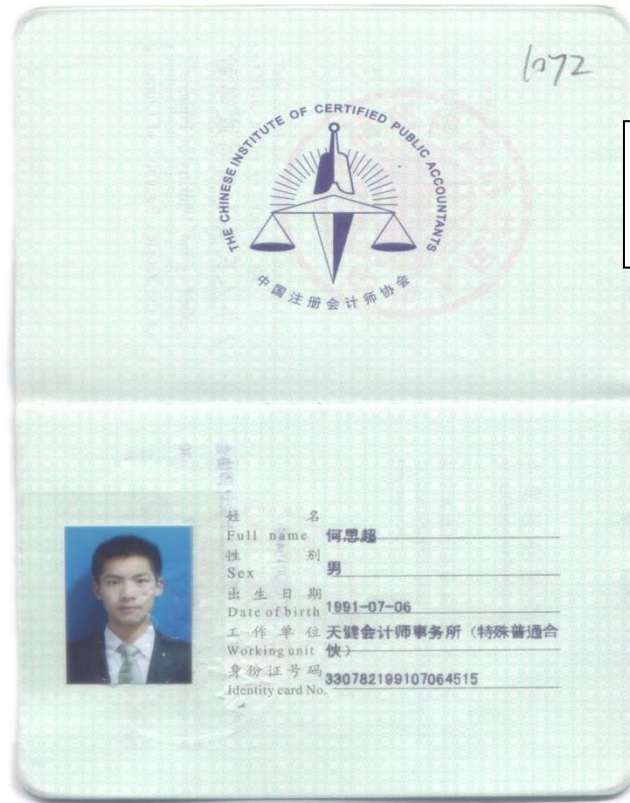 1072
THE CHINESE INSTITUTE OF CERTIFIED PUBLIC ACCOUNTANTS
中国注册会计师协会
姓 名
Full name 何思超
性 别
Sex 男
出生日期
Date of birth 1991-07-06
工作单位 天健会计师事务所（特殊普通合
Working unit 伙）
身份证号码
Identity card No. 330782199107064515